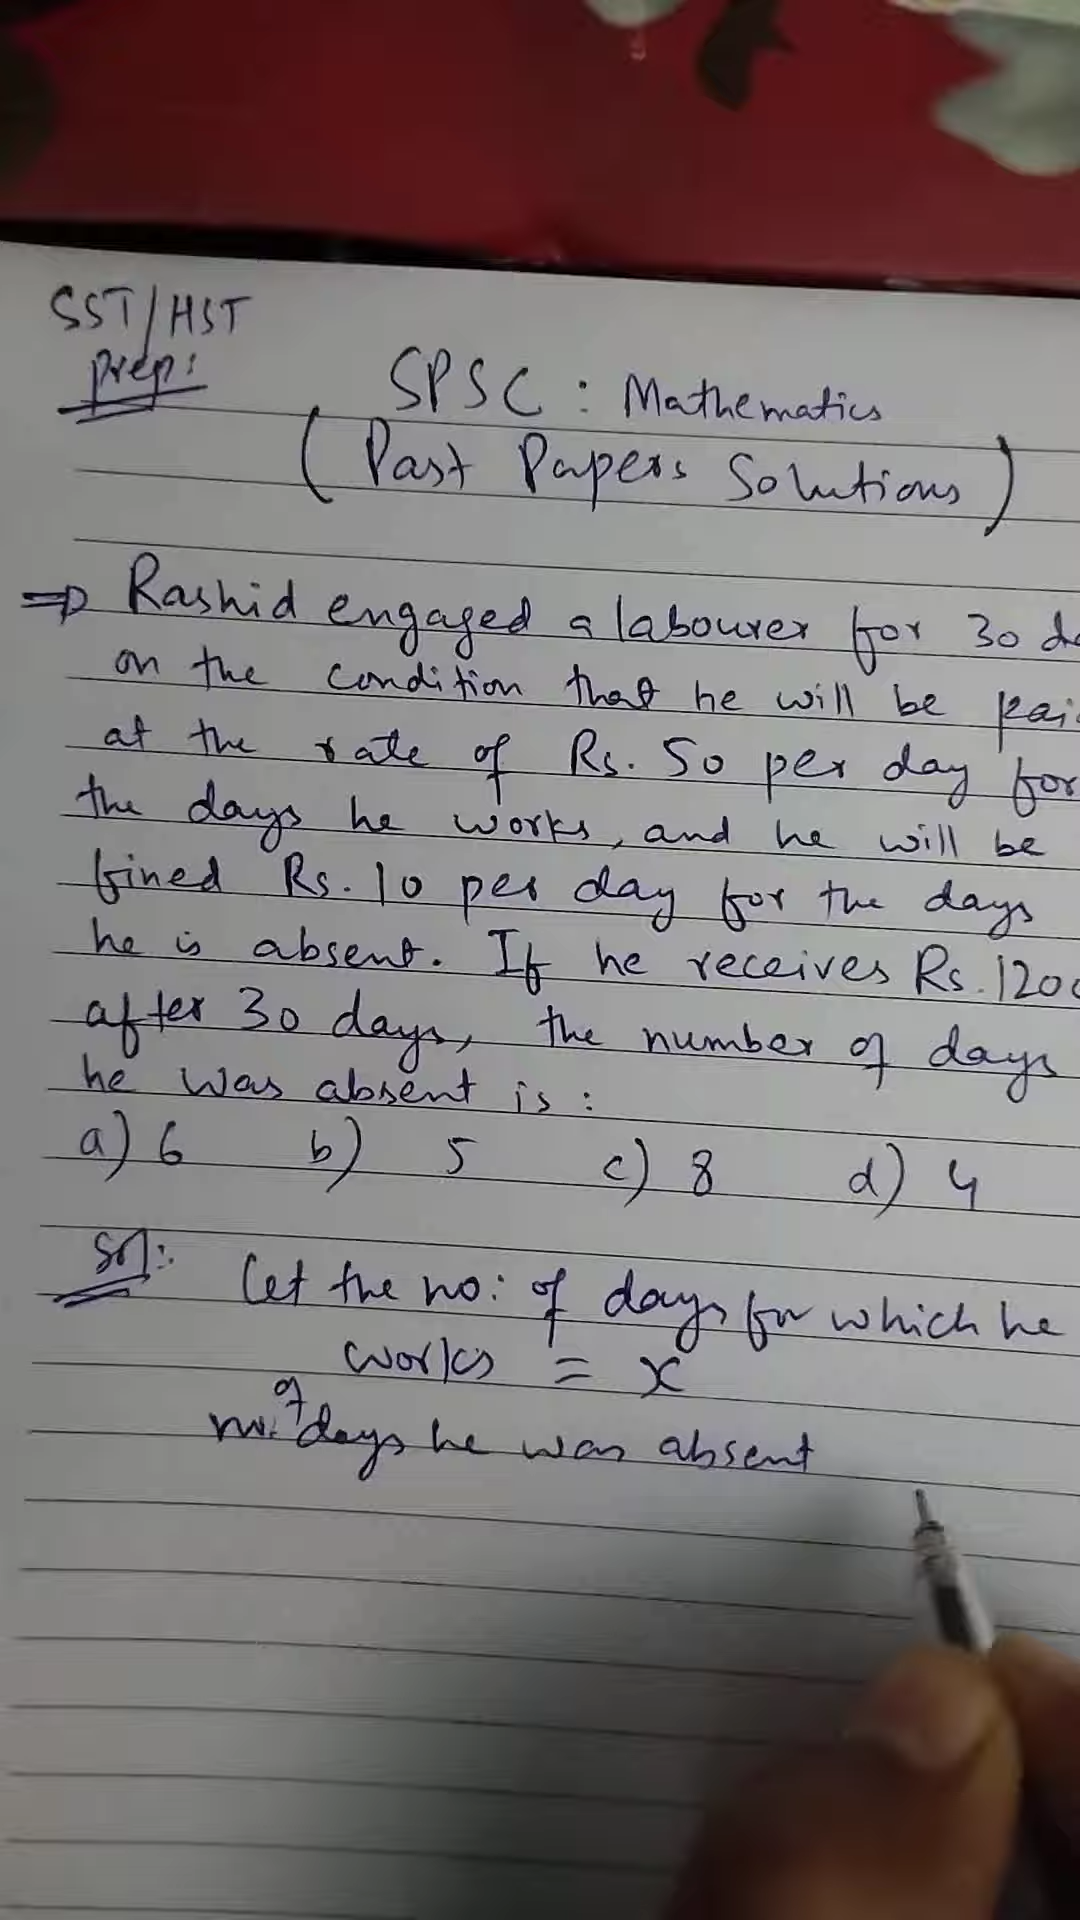 SST/HST
Prep:
SPSC : Mathematics
(Past Papers Solutions)
⇒ Rashid engaged a labourer for 30 da
on the condition that he will be pai
at the rate of Rs. 50 per day for
the days he works, and he will be
fined Rs. 10 per day for the days
he is absent. If he receives Rs. 120
after 30 days, the number of days
he was absent is:
a) 6 b) 5 c) 8 d) 4
Sol: Let the no: of days for which he
works = x
no. of days he was absent